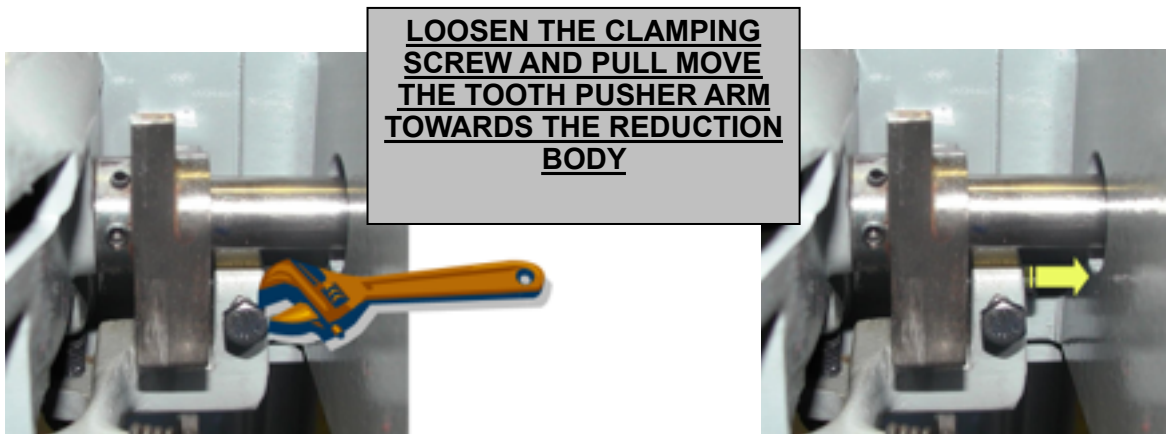 LOOSEN THE CLAMPING
SCREW AND PULL MOVE
THE TOOTH PUSHER ARM
TOWARDS THE REDUCTION
BODY